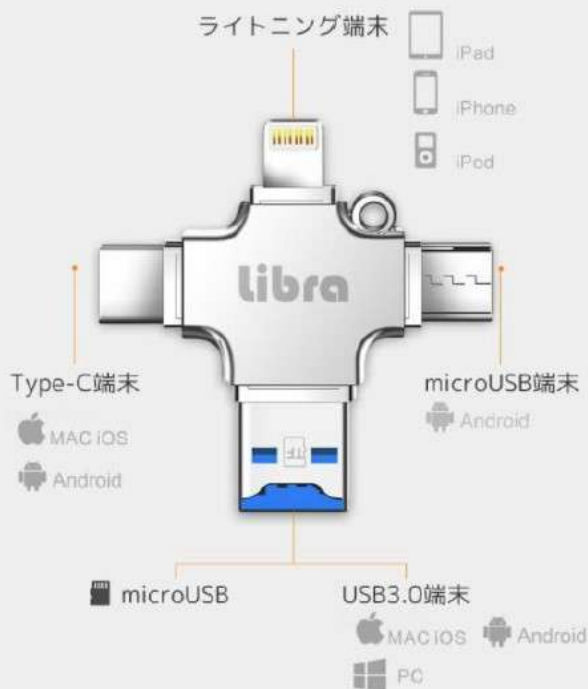 ライトニング端末
iPad
iPhone
iPod
Libra
Type-C端末
MAC iOS
Android
microUSB端末
Android
TF
microUSB
USB3.0端末
MAC iOS Android
PC